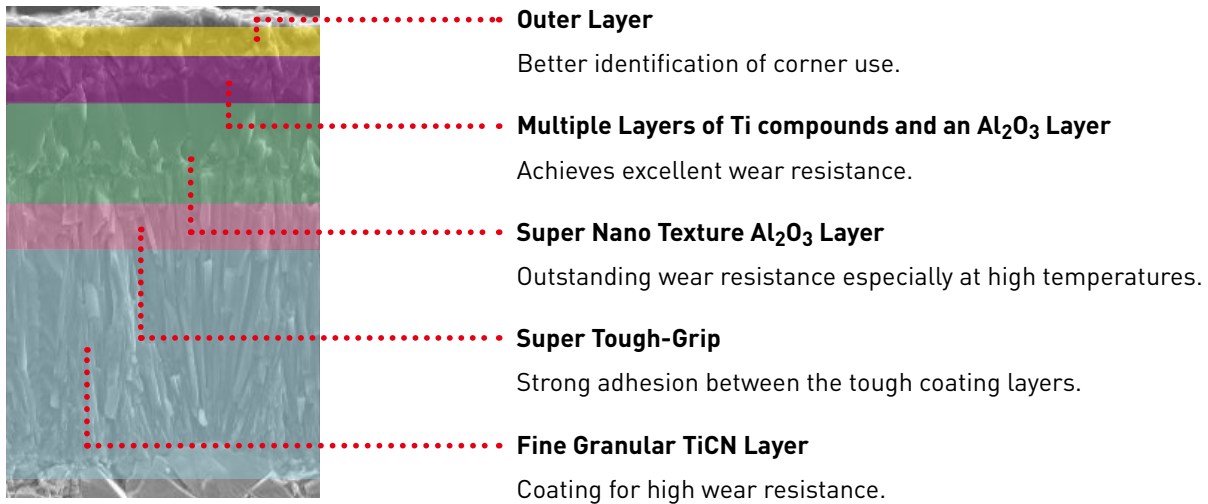 Outer Layer
Better identification of corner use.
Multiple Layers of Ti compounds and an Al₂O₃ Layer
Achieves excellent wear resistance.
Super Nano Texture Al₂O₃ Layer
Outstanding wear resistance especially at high temperatures.
Super Tough-Grip
Strong adhesion between the tough coating layers.
Fine Granular TiCN Layer
Coating for high wear resistance.